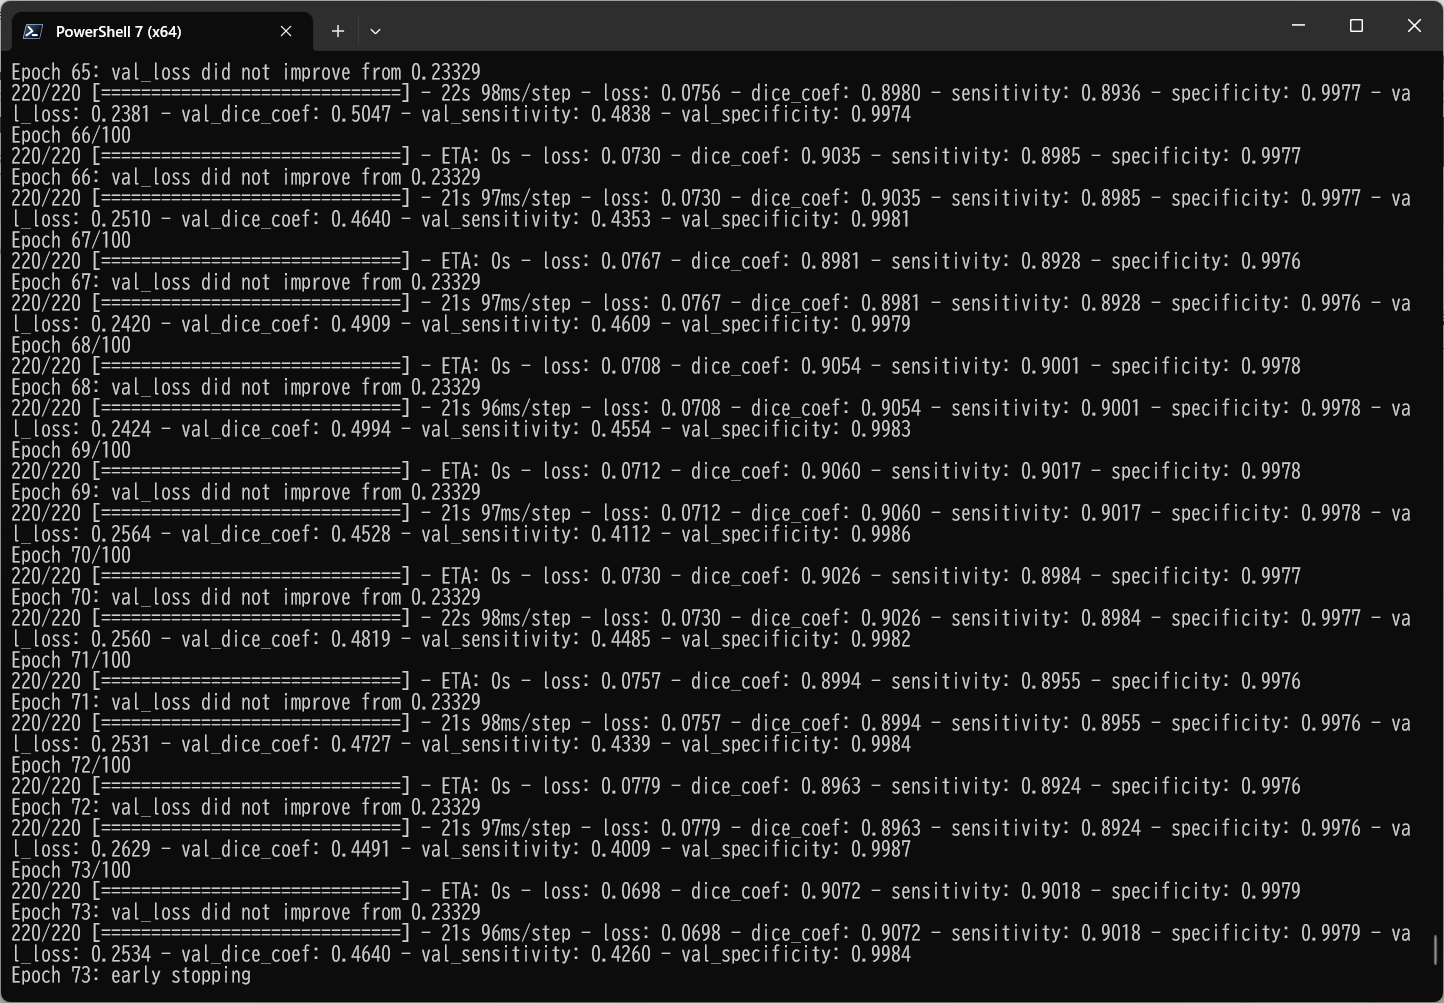 PowerShell 7 (x64)
Epoch 65: val_loss did not improve from 0.23329
220/220 [==============================] - 22s 98ms/step - loss: 0.0756 - dice_coef: 0.8980 - sensitivity: 0.8936 - specificity: 0.9977 - va
l_loss: 0.2381 - val_dice_coef: 0.5047 - val_sensitivity: 0.4838 - val_specificity: 0.9974
Epoch 66/100
220/220 [==============================] - ETA: 0s - loss: 0.0730 - dice_coef: 0.9035 - sensitivity: 0.8985 - specificity: 0.9977
Epoch 66: val_loss did not improve from 0.23329
220/220 [==============================] - 21s 97ms/step - loss: 0.0730 - dice_coef: 0.9035 - sensitivity: 0.8985 - specificity: 0.9977 - va
l_loss: 0.2510 - val_dice_coef: 0.4640 - val_sensitivity: 0.4353 - val_specificity: 0.9981
Epoch 67/100
220/220 [==============================] - ETA: 0s - loss: 0.0767 - dice_coef: 0.8981 - sensitivity: 0.8928 - specificity: 0.9976
Epoch 67: val_loss did not improve from 0.23329
220/220 [==============================] - 21s 97ms/step - loss: 0.0767 - dice_coef: 0.8981 - sensitivity: 0.8928 - specificity: 0.9976 - va
l_loss: 0.2420 - val_dice_coef: 0.4909 - val_sensitivity: 0.4609 - val_specificity: 0.9979
Epoch 68/100
220/220 [==============================] - ETA: 0s - loss: 0.0708 - dice_coef: 0.9054 - sensitivity: 0.9001 - specificity: 0.9978
Epoch 68: val_loss did not improve from 0.23329
220/220 [==============================] - 21s 96ms/step - loss: 0.0708 - dice_coef: 0.9054 - sensitivity: 0.9001 - specificity: 0.9978 - va
l_loss: 0.2424 - val_dice_coef: 0.4994 - val_sensitivity: 0.4554 - val_specificity: 0.9983
Epoch 69/100
220/220 [==============================] - ETA: 0s - loss: 0.0712 - dice_coef: 0.9060 - sensitivity: 0.9017 - specificity: 0.9978
Epoch 69: val_loss did not improve from 0.23329
220/220 [==============================] - 21s 97ms/step - loss: 0.0712 - dice_coef: 0.9060 - sensitivity: 0.9017 - specificity: 0.9978 - va
l_loss: 0.2564 - val_dice_coef: 0.4528 - val_sensitivity: 0.4112 - val_specificity: 0.9986
Epoch 70/100
220/220 [==============================] - ETA: 0s - loss: 0.0730 - dice_coef: 0.9026 - sensitivity: 0.8984 - specificity: 0.9977
Epoch 70: val_loss did not improve from 0.23329
220/220 [==============================] - 22s 98ms/step - loss: 0.0730 - dice_coef: 0.9026 - sensitivity: 0.8984 - specificity: 0.9977 - va
l_loss: 0.2560 - val_dice_coef: 0.4819 - val_sensitivity: 0.4485 - val_specificity: 0.9982
Epoch 71/100
220/220 [==============================] - ETA: 0s - loss: 0.0757 - dice_coef: 0.8994 - sensitivity: 0.8955 - specificity: 0.9976
Epoch 71: val_loss did not improve from 0.23329
220/220 [==============================] - 21s 98ms/step - loss: 0.0757 - dice_coef: 0.8994 - sensitivity: 0.8955 - specificity: 0.9976 - va
l_loss: 0.2531 - val_dice_coef: 0.4727 - val_sensitivity: 0.4339 - val_specificity: 0.9984
Epoch 72/100
220/220 [==============================] - ETA: 0s - loss: 0.0779 - dice_coef: 0.8963 - sensitivity: 0.8924 - specificity: 0.9976
Epoch 72: val_loss did not improve from 0.23329
220/220 [==============================] - 21s 97ms/step - loss: 0.0779 - dice_coef: 0.8963 - sensitivity: 0.8924 - specificity: 0.9976 - va
l_loss: 0.2629 - val_dice_coef: 0.4491 - val_sensitivity: 0.4009 - val_specificity: 0.9987
Epoch 73/100
220/220 [==============================] - ETA: 0s - loss: 0.0698 - dice_coef: 0.9072 - sensitivity: 0.9018 - specificity: 0.9979
Epoch 73: val_loss did not improve from 0.23329
220/220 [==============================] - 21s 96ms/step - loss: 0.0698 - dice_coef: 0.9072 - sensitivity: 0.9018 - specificity: 0.9979 - va
l_loss: 0.2534 - val_dice_coef: 0.4640 - val_sensitivity: 0.4260 - val_specificity: 0.9984
Epoch 73: early stopping